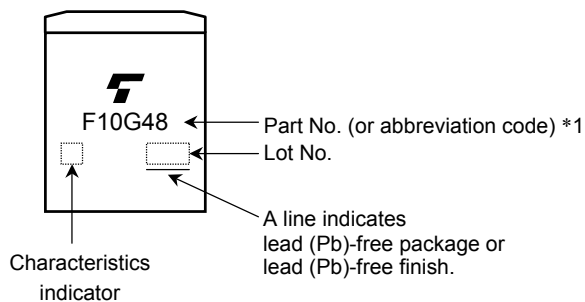 F10G48
Part No. (or abbreviation code) *1
Lot No.
A line indicates
lead (Pb)-free package or
lead (Pb)-free finish.
Characteristics
indicator